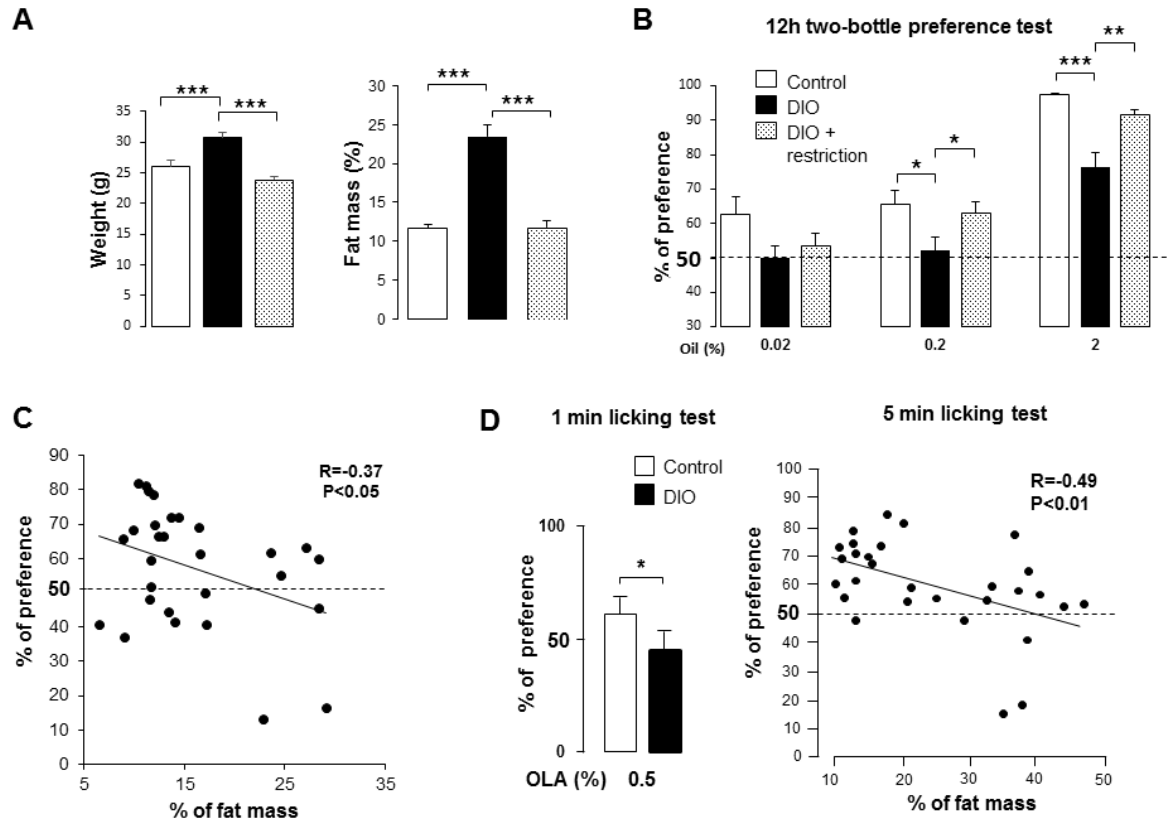 A
***
***
35
30
25
20
15
10
5
0
Weight (g)
***
***
30
25
20
15
10
5
0
Fat mass (%)
B
12h two-bottle preference test
Control
DIO
DIO +
restriction
**
***
*
*
100
90
80
70
60
50
40
30
% of preference
Oil (%)
0.02
0.2
2
C
90
80
70
60
50
40
30
20
10
0
% of preference
R=-0.37
P<0.05
5
15
25
35
% of fat mass
D
1 min licking test
Control
DIO
100
50
0
% of preference
*
OLA (%) 0.5
5 min licking test
100
90
80
70
60
50
40
30
20
10
0
% of preference
R=-0.49
P<0.01
10
20
30
40
50
% of fat mass